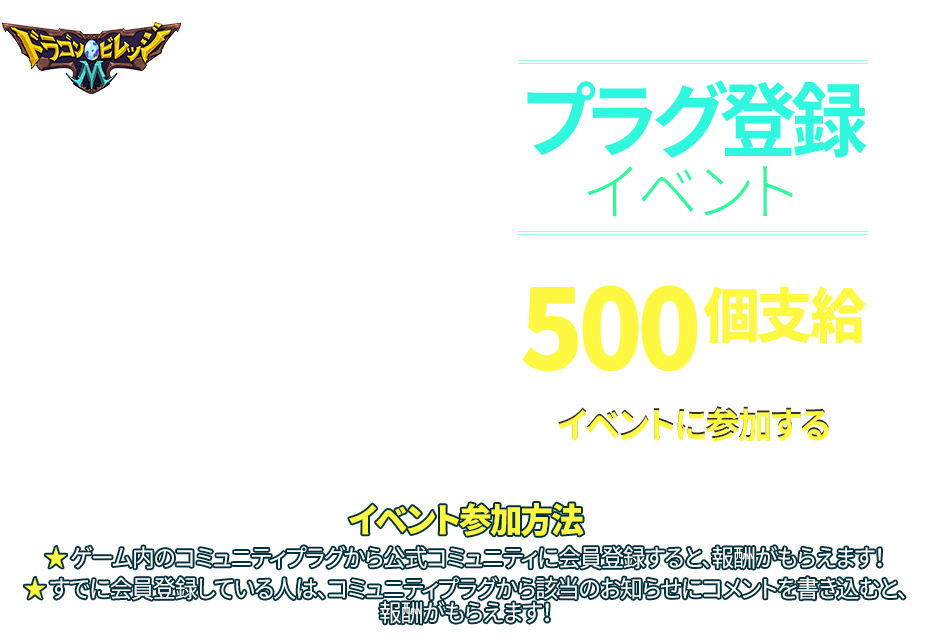 ドラゴンビレッジ
M
プラグ登録
イベント
500個支給
イベントに参加する
イベント参加方法
★ゲーム内のコミュニティプラグから公式コミュニティに会員登録すると、報酬がもらえます!
★すでに会員登録している人は、コミュニティプラグから該当のお知らせにコメントを書き込むと、
報酬がもらえます!